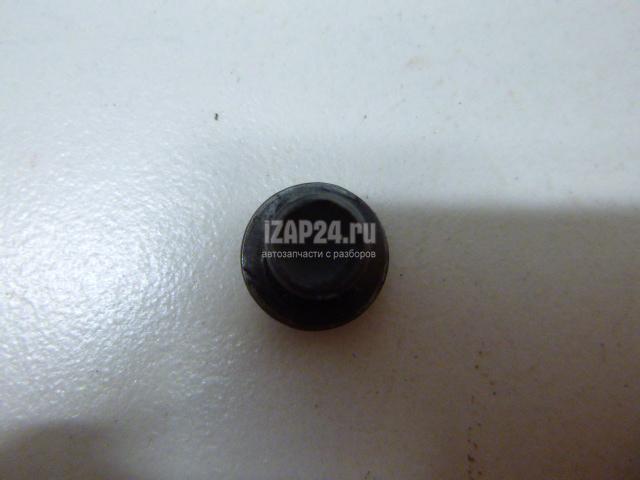 iZAP24.ru
автозапчасти с разборов